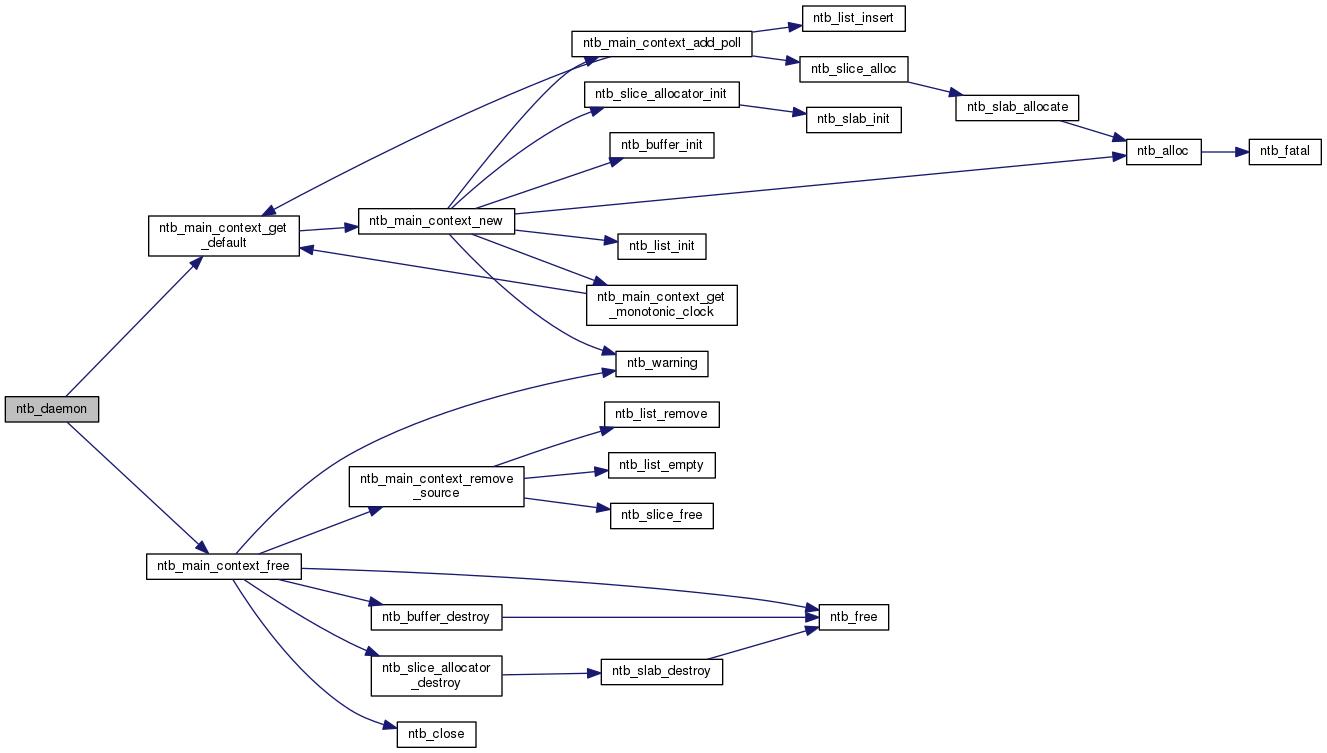 ntb_list_insert
ntb_main_context_add_poll
ntb_slice_alloc
ntb_slice_allocator_init
ntb_slab_allocate
ntb_slab_init
ntb_buffer_init
ntb_alloc
ntb_fatal
ntb_main_context_get
_default
ntb_main_context_new
ntb_list_init
ntb_main_context_get
_monotonic_clock
ntb_warning
ntb_daemon
ntb_list_remove
ntb_list_empty
ntb_main_context_remove
_source
ntb_slice_free
ntb_main_context_free
ntb_buffer_destroy
ntb_free
ntb_slice_allocator
_destroy
ntb_slab_destroy
ntb_close